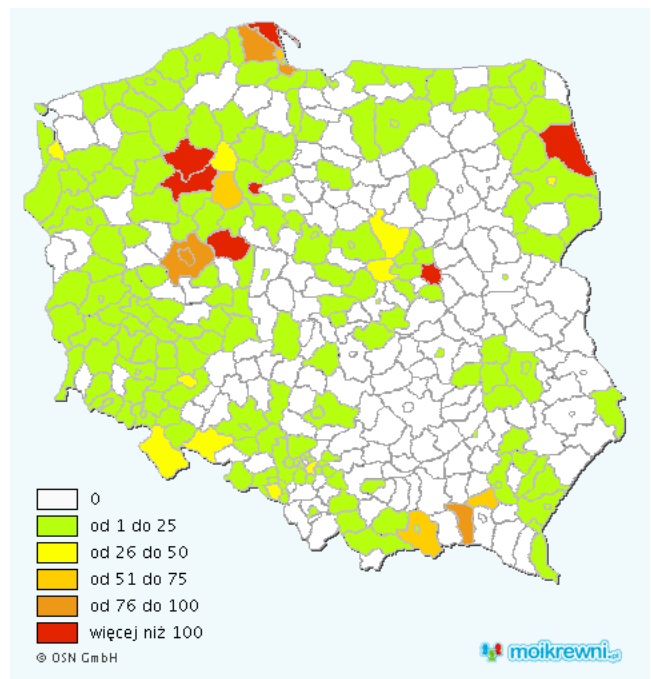 0
od 1 do 25
od 26 do 50
od 51 do 75
od 76 do 100
więcej niż 100
© OSN GmbH
moikrewni.pl